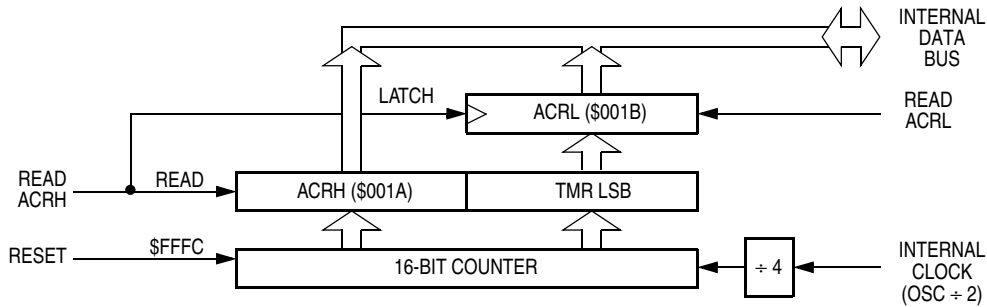 INTERNAL
DATA
BUS
LATCH
ACRL ($001B)
READ
ACRL
READ
ACRH
READ
ACRH ($001A)
TMR LSB
RESET
$FFFC
16-BIT COUNTER
÷ 4
INTERNAL
CLOCK
(OSC ÷ 2)